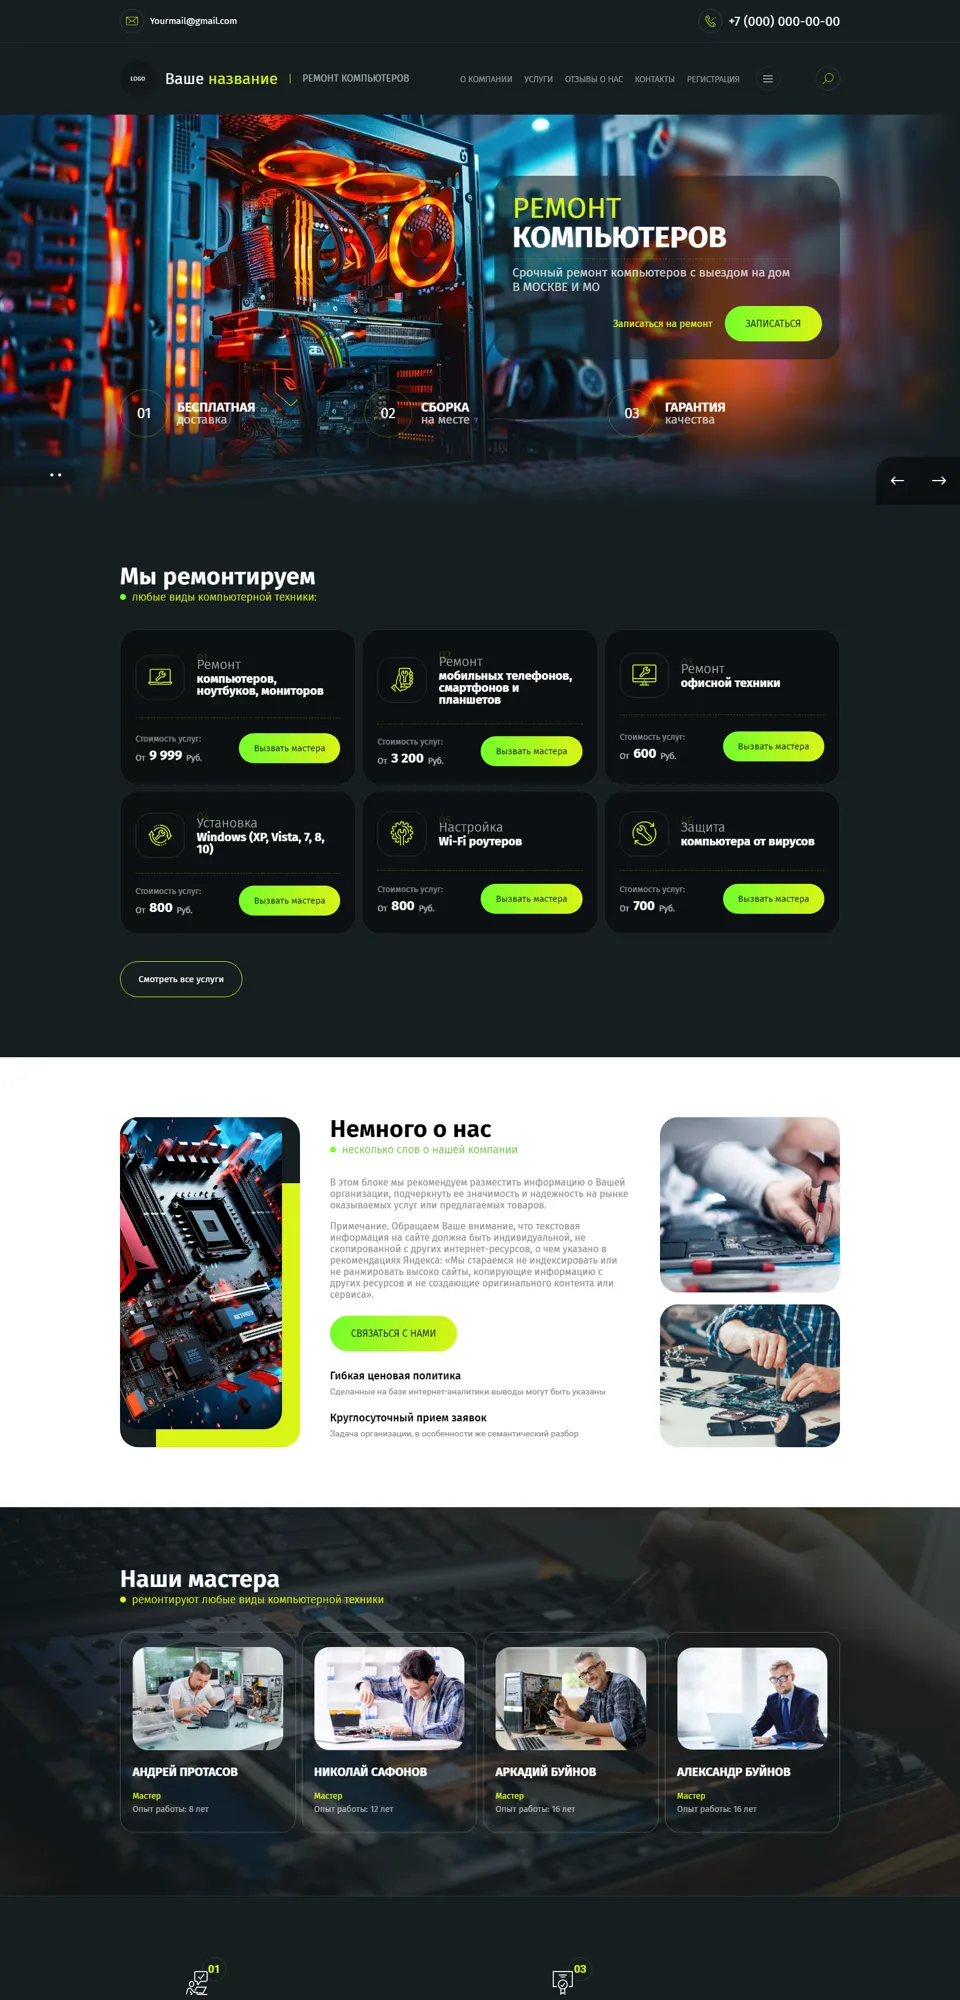 Yourmail@gmail.com
+7 (000) 000-00-00
LOGO
Ваше название
РЕМОНТ КОМПЬЮТЕРОВ
О КОМПАНИИ
УСЛУГИ
ОТЗЫВЫ О НАС
КОНТАКТЫ
РЕГИСТРАЦИЯ
РЕМОНТ
КОМПЬЮТЕРОВ
Срочный ремонт компьютеров с выездом на дом
В МОСКВЕ И МО
Записаться на ремонт
ЗАПИСАТЬСЯ
01
БЕСПЛАТНАЯ
доставка
02
СБОРКА
на месте
03
ГАРАНТИЯ
качества
Мы ремонтируем
любые виды компьютерной техники:
01
Ремонт
компьютеров,
ноутбуков, мониторов
Стоимость услуг:
От 9 999 Руб.
Вызвать мастера
02
Ремонт
мобильных телефонов,
смартфонов и
планшетов
Стоимость услуг:
От 3 200 Руб.
Вызвать мастера
03
Ремонт
офисной техники
Стоимость услуг:
От 600 Руб.
Вызвать мастера
04
Установка
Windows (XP, Vista, 7, 8,
10)
Стоимость услуг:
От 800 Руб.
Вызвать мастера
05
Настройка
Wi-Fi роутеров
Стоимость услуг:
От 800 Руб.
Вызвать мастера
06
Защита
компьютера от вирусов
Стоимость услуг:
От 700 Руб.
Вызвать мастера
Смотреть все услуги
Немного о нас
несколько слов о нашей компании
В этом блоке мы рекомендуем разместить информацию о Вашей
организации, подчеркнуть ее значимость и надежность на рынке
оказываемых услуг или предлагаемых товаров.
Примечание. Обращаем Ваше внимание, что текстовая
информация на сайте должна быть индивидуальной, не
скопированной с других интернет-ресурсов, о чем указано в
рекомендациях Яндекса: «Мы стараемся не индексировать или
не ранжировать высоко сайты, копирующие информацию с
других ресурсов и не создающие оригинального контента или
сервиса».
СВЯЗАТЬСЯ С НАМИ
Гибкая ценовая политика
Сделанные на базе интернет-аналитики выводы могут быть указаны
Круглосуточный прием заявок
Задача организации, в особенности же семантический разбор
Наши мастера
ремонтируют любые виды компьютерной техники
АНДРЕЙ ПРОТАСОВ
Мастер
Опыт работы: 8 лет
НИКОЛАЙ САФОНОВ
Мастер
Опыт работы: 12 лет
АРКАДИЙ БУЙНОВ
Мастер
Опыт работы: 16 лет
АЛЕКСАНДР БУЙНОВ
Мастер
Опыт работы: 16 лет
01
03